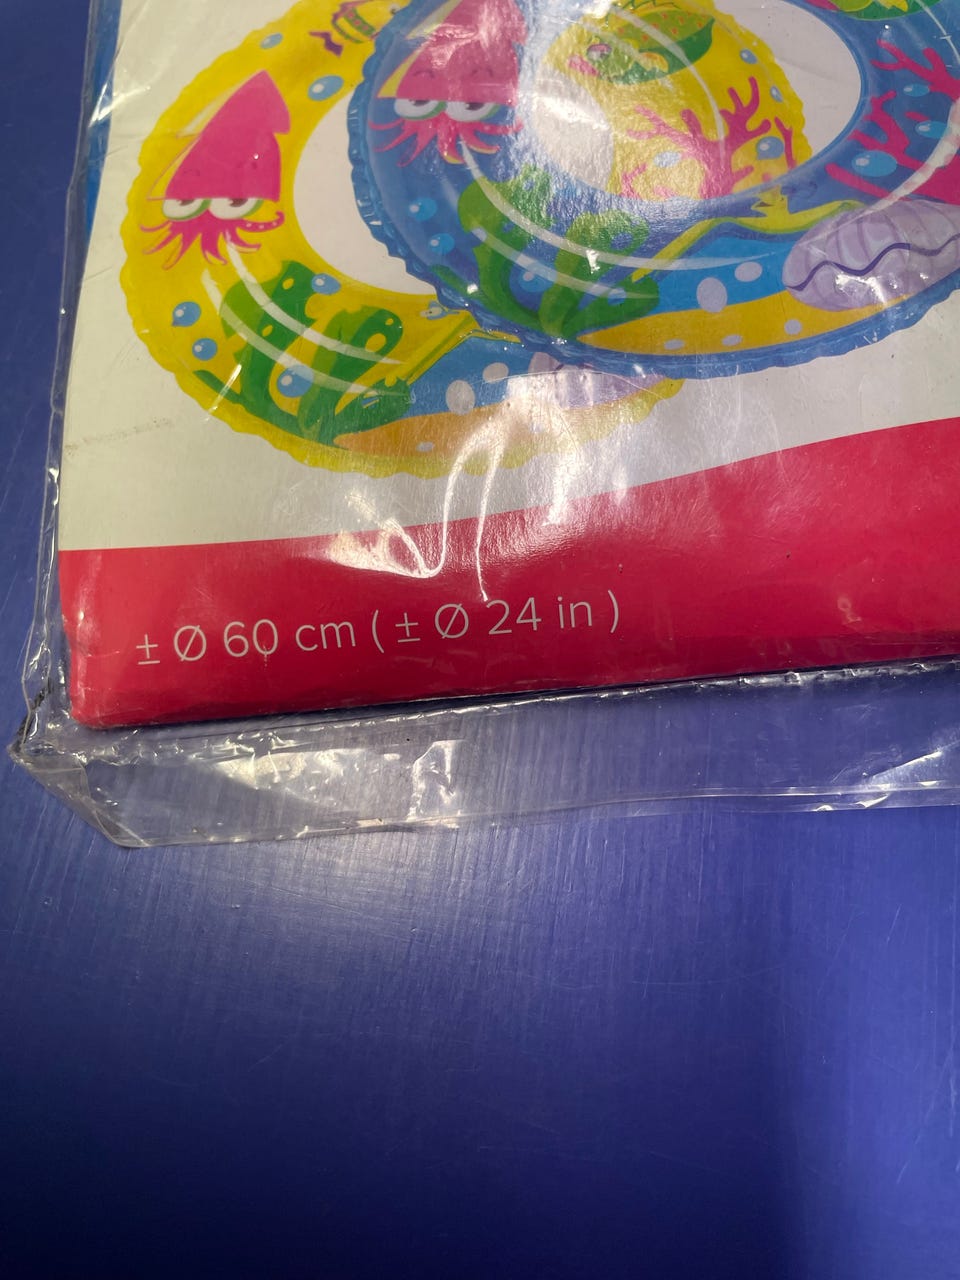 ± Ø 60 cm ( ± Ø 24 in )